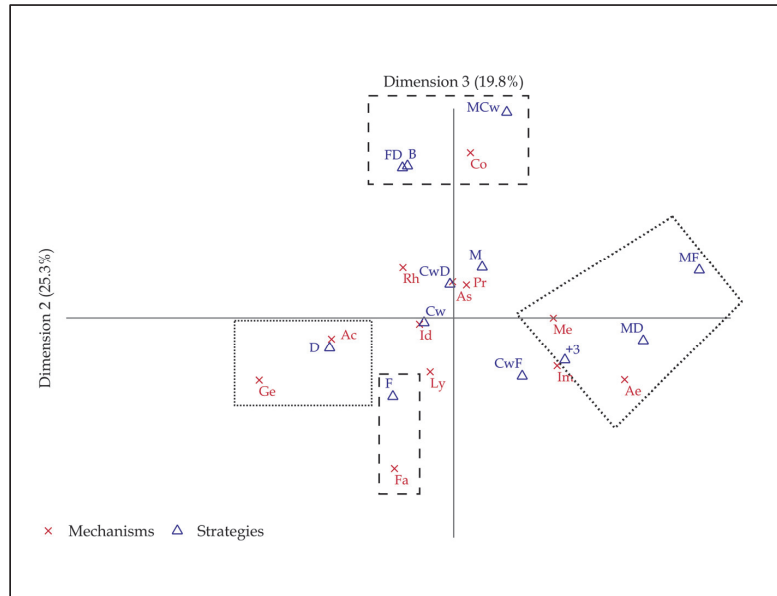 Dimension 3 (19.8%)
MCw
FD B
Co
Dimension 2 (25.3%)
M
MF
CwD
Rh
Pr
As
Cw
Id
Me
MD
Ac
D
+3
CwF
Im
Ly
Ge
F
Ae
Fa
Mechanisms Strategies